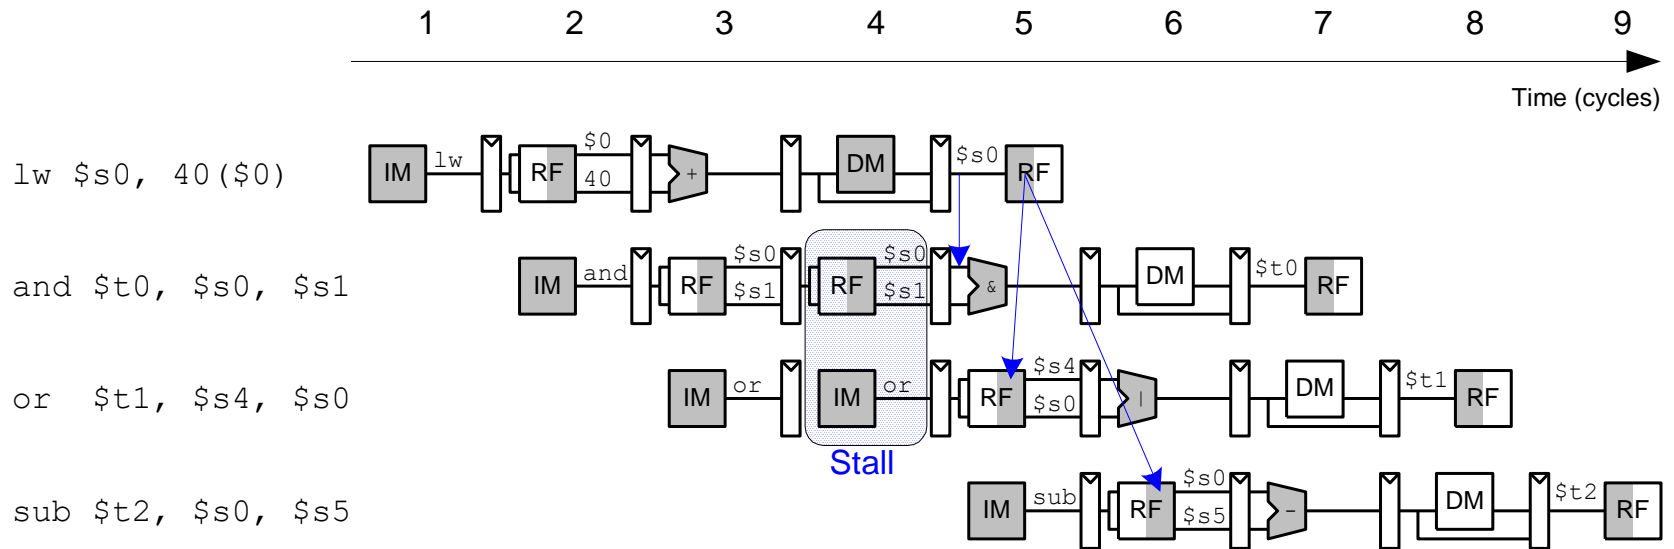 1 2 3 4 5 6 7 8 9
Time (cycles)
lw $s0, 40($0) IM lw RF $0 40 + DM $s0 RF
and $t0, $s0, $s1 IM and RF $s0 $s1 RF $s0 $s1 & DM $t0 RF
or $t1, $s4, $s0 IM or IM or RF $s4 $s0 | DM $t1 RF
Stall
sub $t2, $s0, $s5 IM sub RF $s0 $s5 - DM $t2 RF